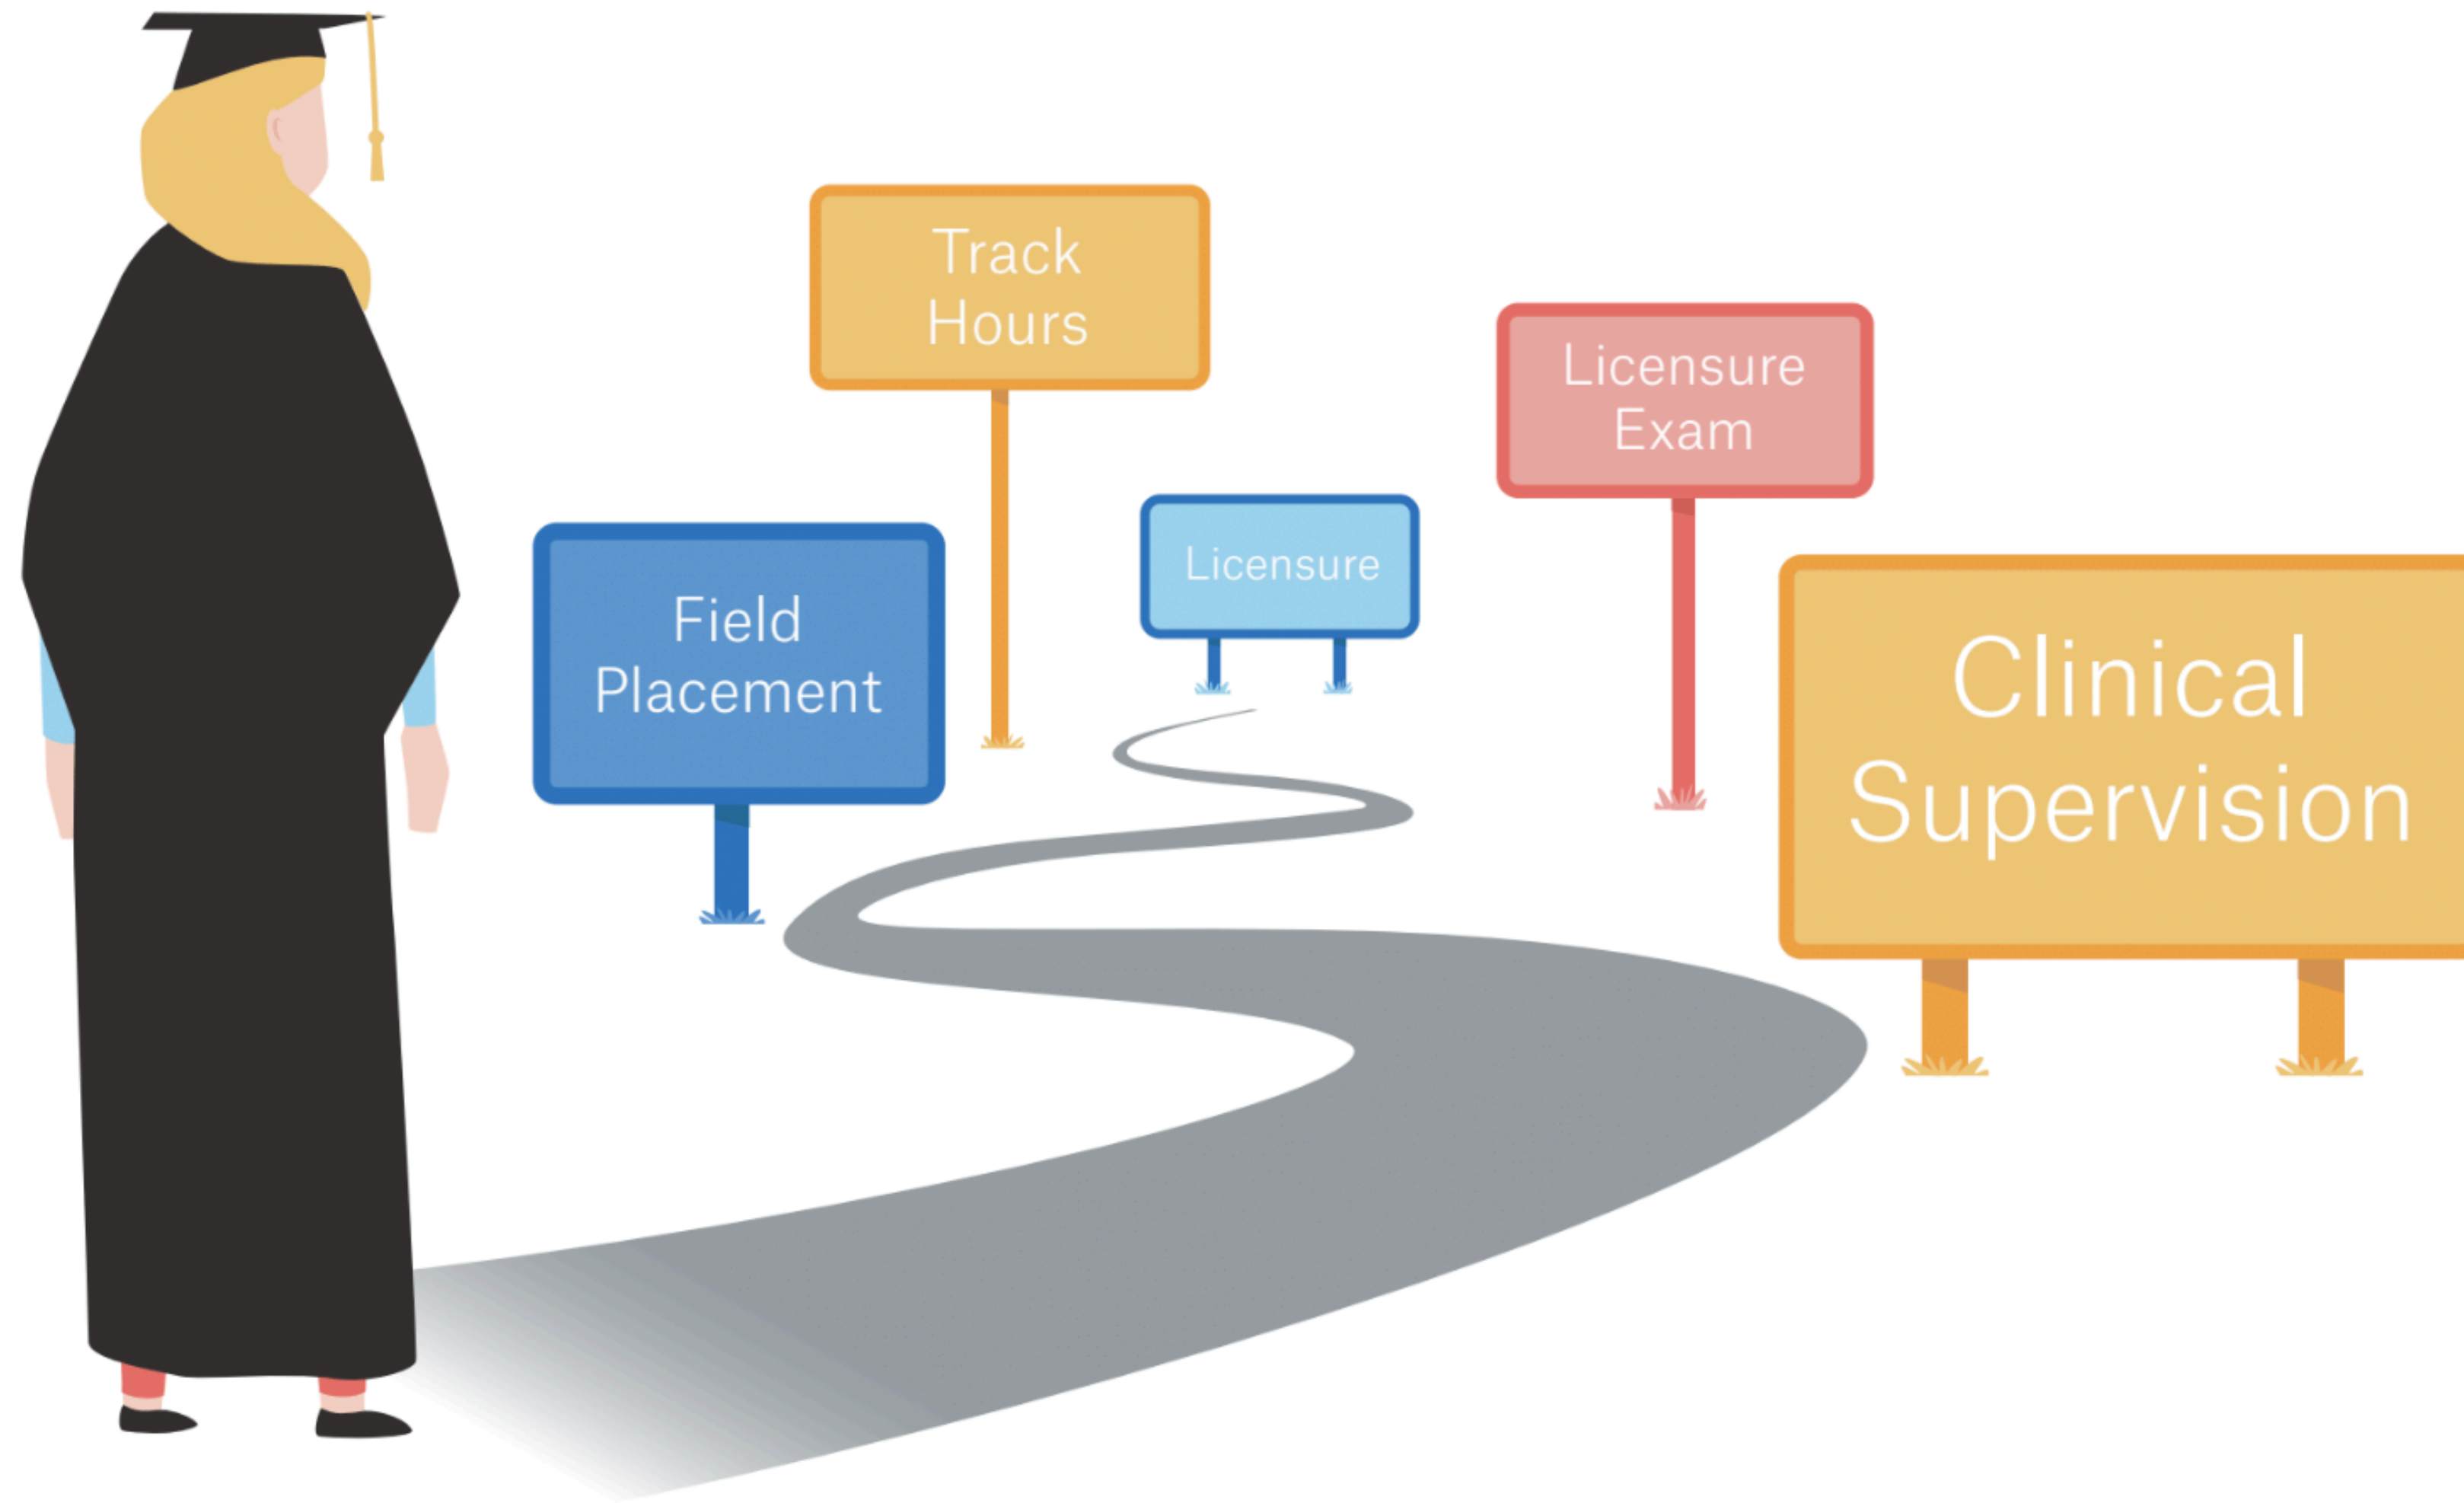 Track
Hours
Licensure
Exam
Licensure
Field
Placement
Clinical
Supervision